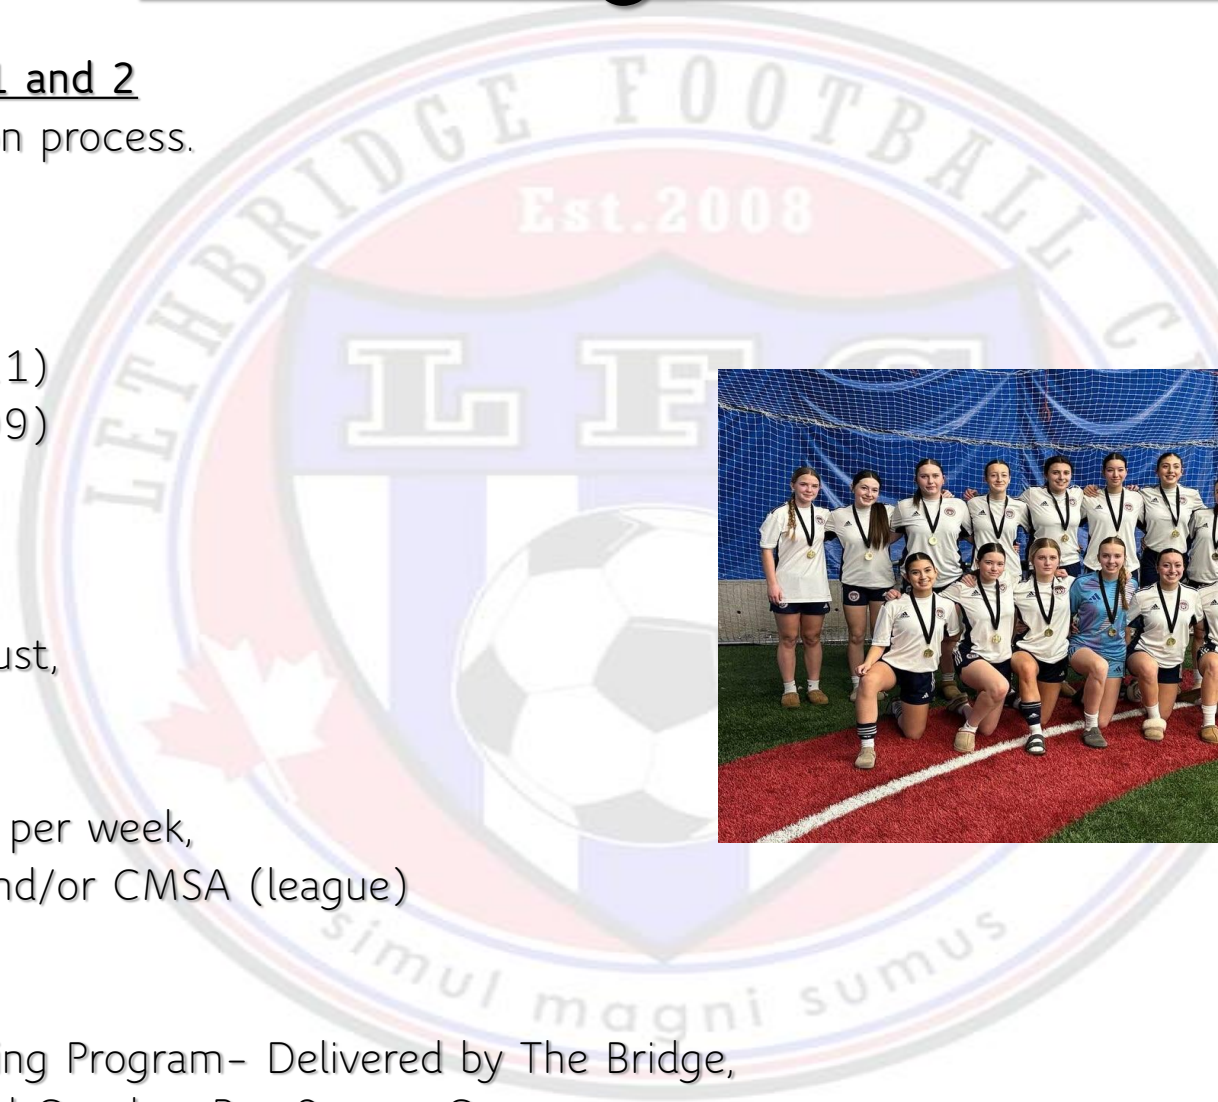 1 and 2
n process.
LETHBRIDGE FOOTBALL C
Est.2008
1)
9)
LFC
ust,
per week,
nd/or CMSA (league)
simul magni sumus
ing Program- Delivered by The Bridge,